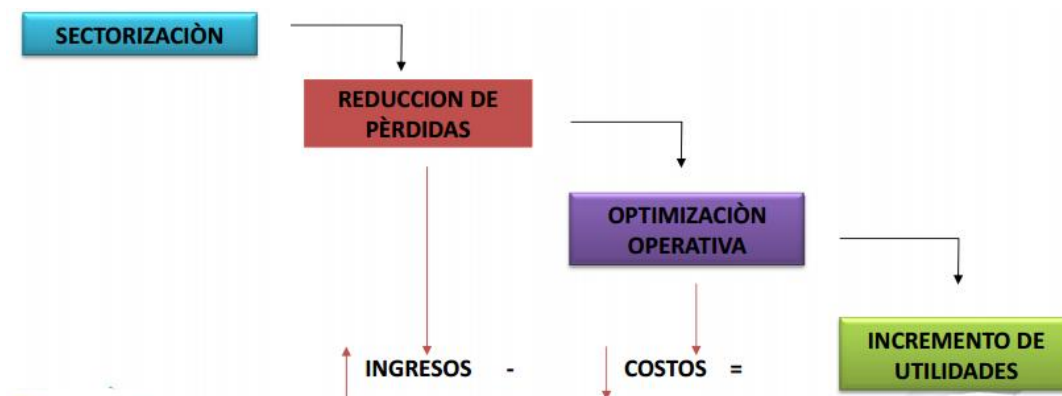 SECTORIZACIÒN
REDUCCION DE
PÈRDIDAS
OPTIMIZACIÒN
OPERATIVA
INGRESOS - COSTOS =
INCREMENTO DE
UTILIDADES